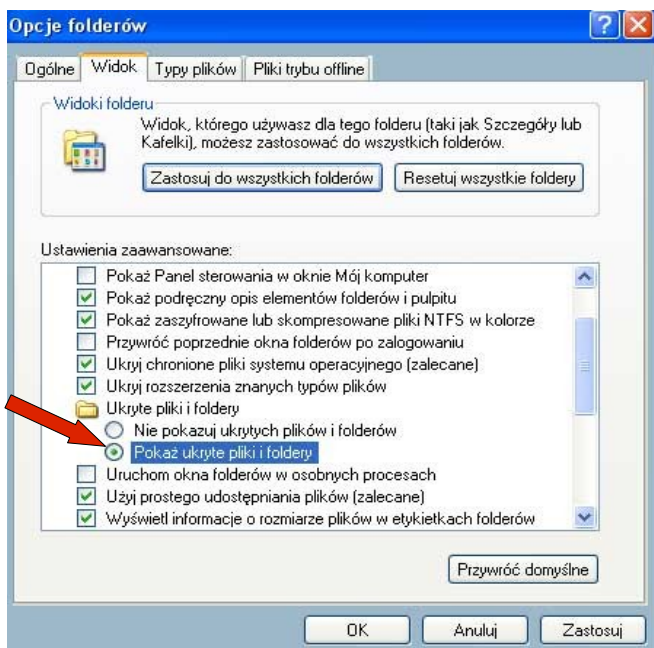 Opcje folderów
Ogólne Widok Typy plików Pliki trybu offline
Widoki folderu
Widok, którego używasz dla tego folderu (taki jak Szczegóły lub
Kafelki), możesz zastosować do wszystkich folderów.
Zastosuj do wszystkich folderów Resetuj wszystkie foldery
Ustawienia zaawansowane:
Pokaż Panel sterowania w oknie Mój komputer
Pokaż podręczny opis elementów folderów i pulpitu
Pokaż zaszyfrowane lub skompresowane pliki NTFS w kolorze
Przywróć poprzednie okna folderów po zalogowaniu
Ukryj chronione pliki systemu operacyjnego (zalecane)
Ukryj rozszerzenia znanych typów plików
Ukryte pliki i foldery
Nie pokazuj ukrytych plików i folderów
Pokaż ukryte pliki i foldery
Uruchom okna folderów w osobnych procesach
Użyj prostego udostępniania plików (zalecane)
Wyświetl informacje o rozmiarze plików w etykietkach folderów
Przywróć domyślne
OK Anuluj Zastosuj